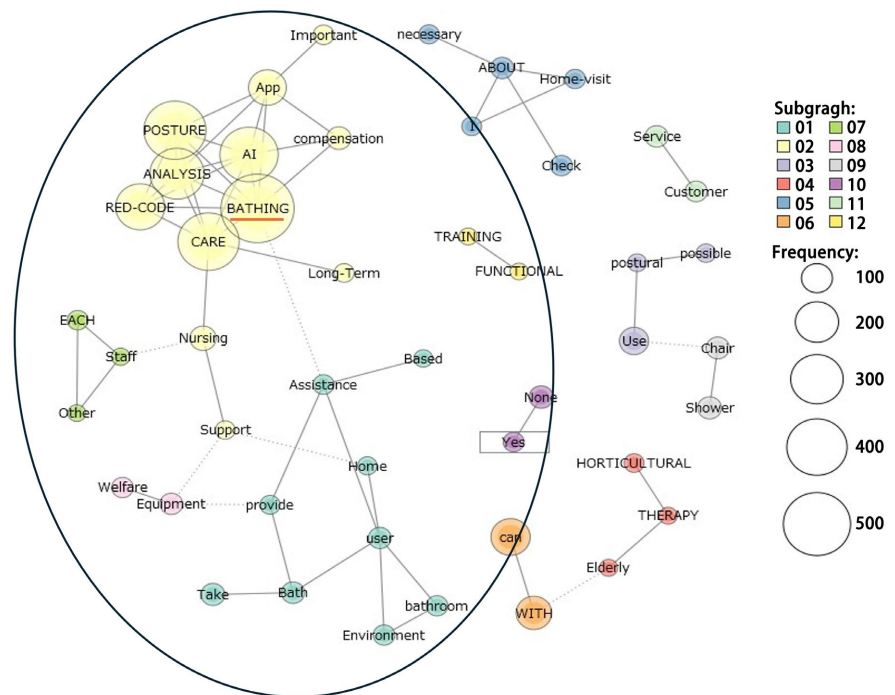 Important
necessary
ABOUT
Home-visit
App
POSTURE
compensation
I
AI
Check
ANALYSIS
RED-CODE
BATHING
CARE
Long-Term
TRAINING
FUNCTIONAL
Service
Customer
postural
possible
Use
Chair
Shower
EACH
Staff
Other
Nursing
Based
Assistance
None
Yes
Support
Home
Welfare
Equipment
provide
user
can
HORTICULTURAL
THERAPY
Elderly
WITH
Take
Bath
bathroom
Environment
Subgragh:
01 07
02 08
03 09
04 10
05 11
06 12
Frequency:
100
200
300
400
500